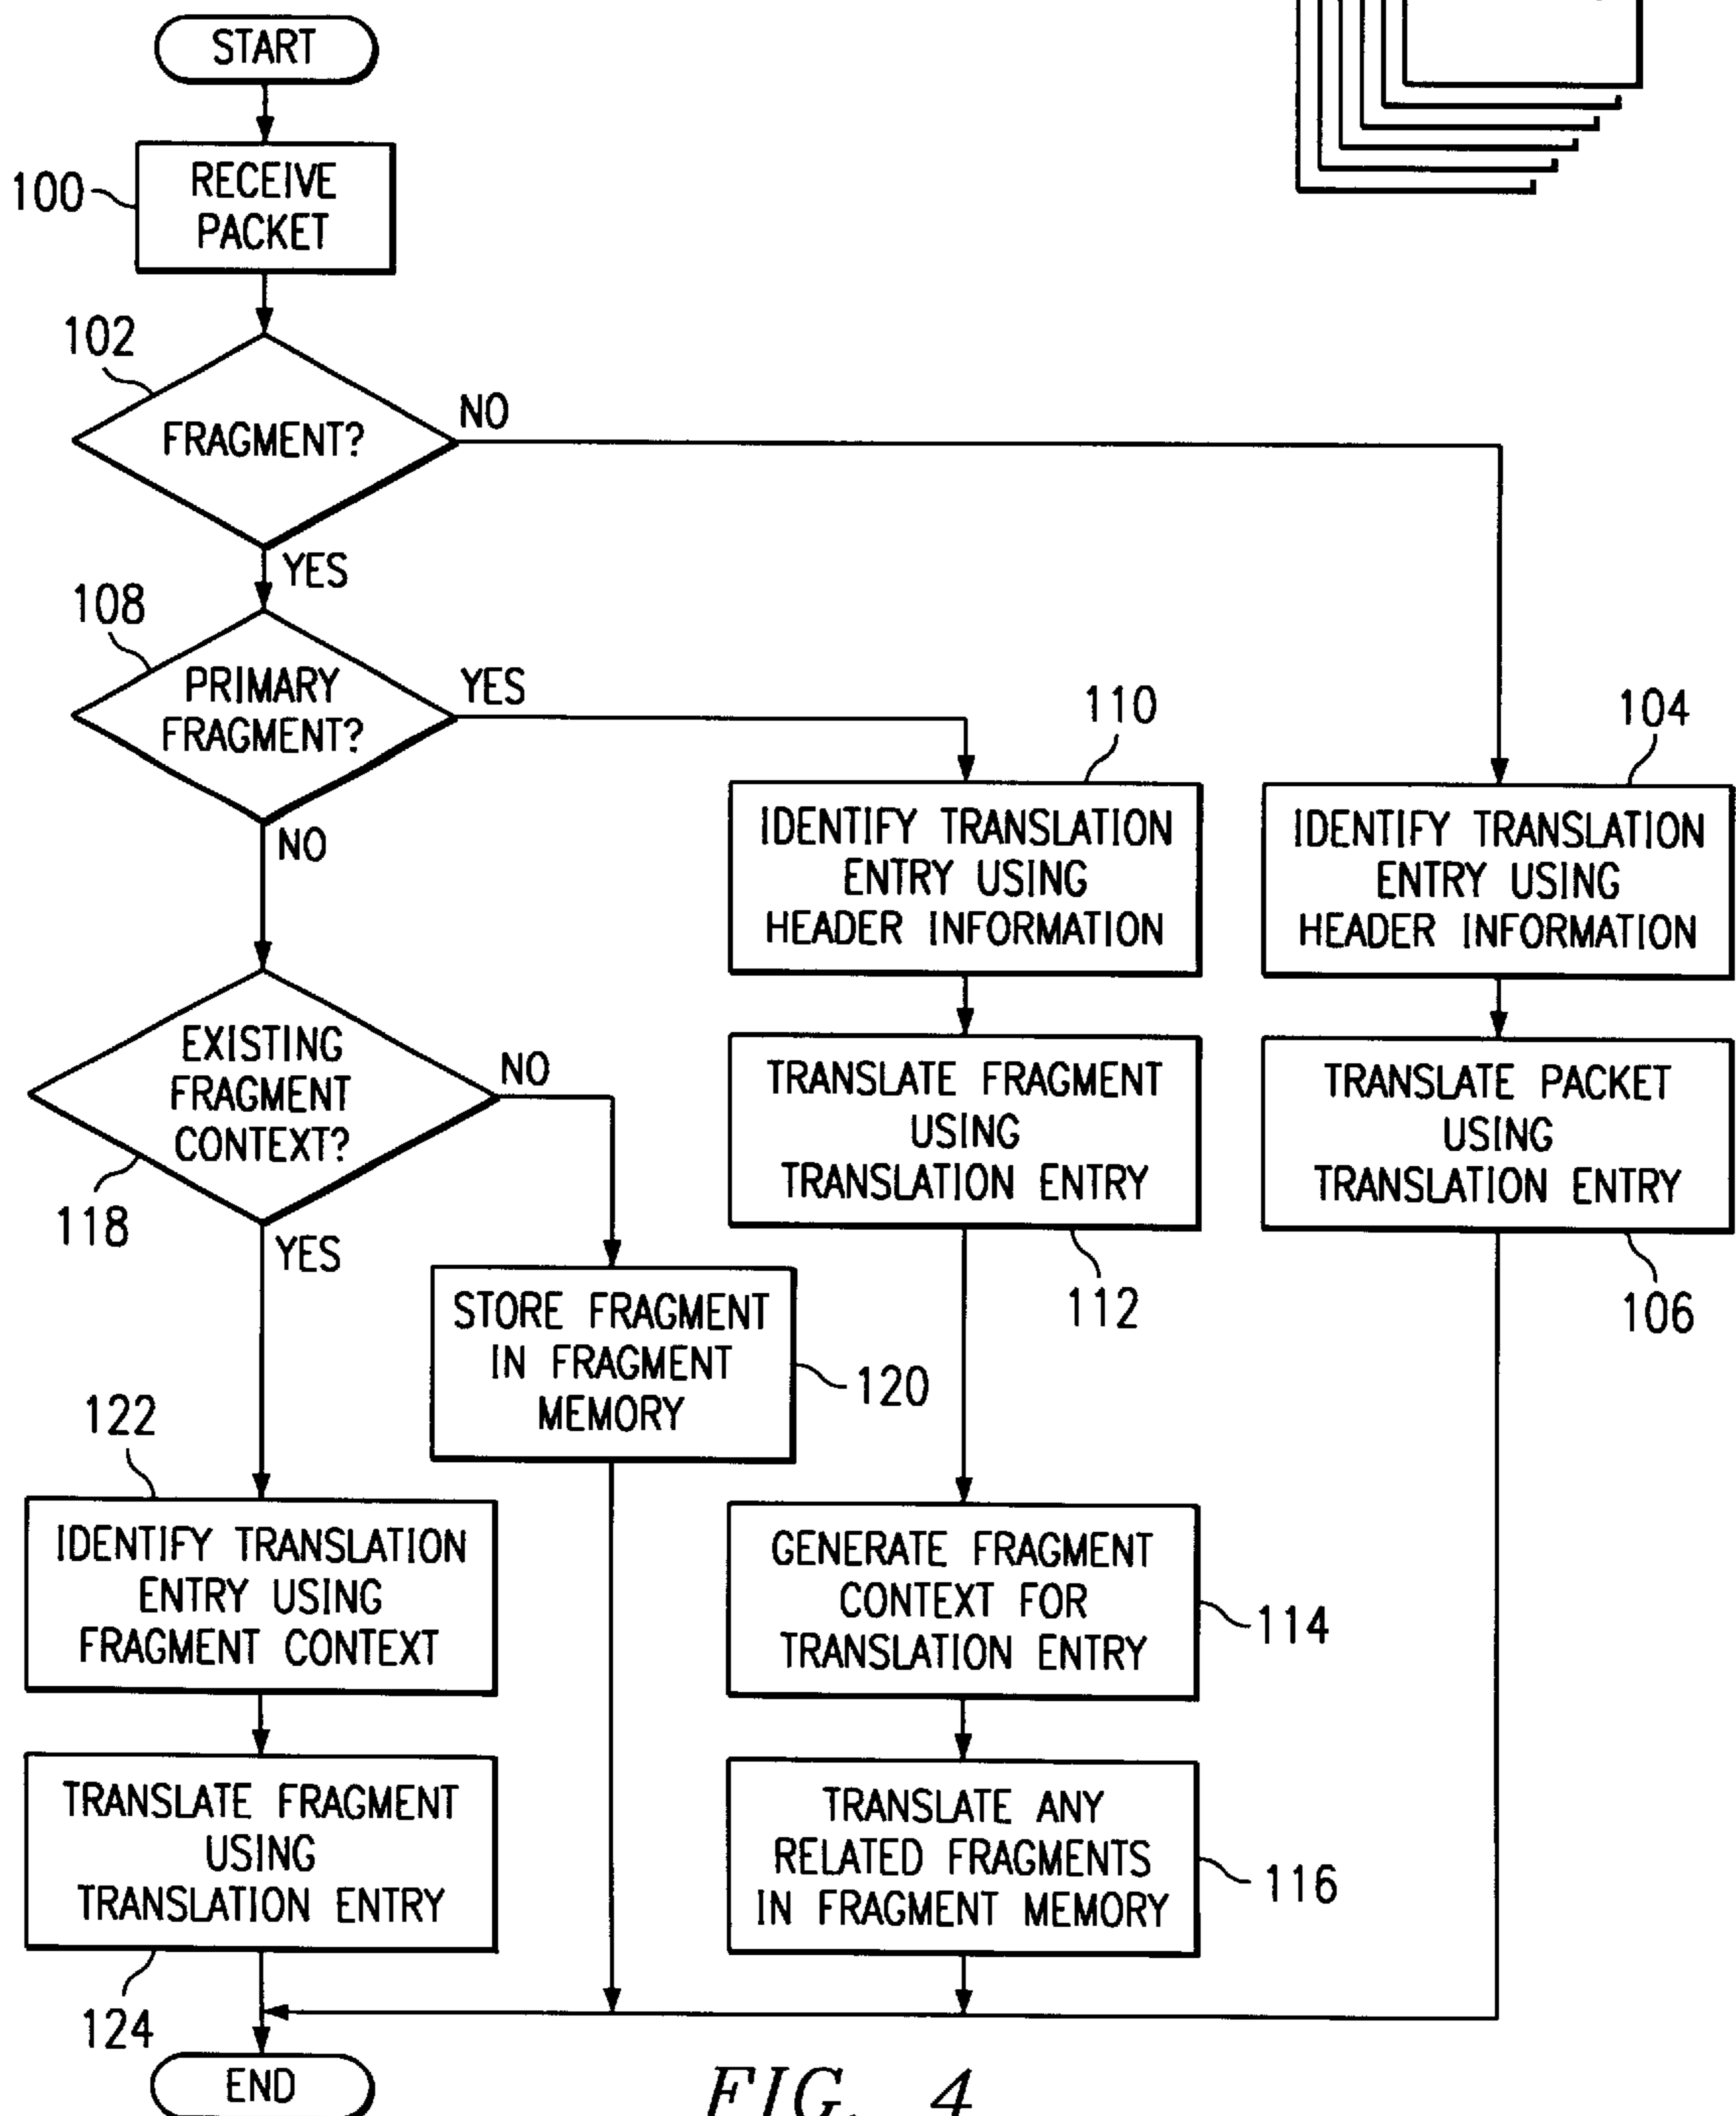 START
100
RECEIVE
PACKET
102
FRAGMENT?
NO
YES
108
PRIMARY
FRAGMENT?
YES
NO
110
IDENTIFY TRANSLATION
ENTRY USING
HEADER INFORMATION
104
IDENTIFY TRANSLATION
ENTRY USING
HEADER INFORMATION
EXISTING
FRAGMENT
CONTEXT?
NO
118
YES
TRANSLATE FRAGMENT
USING
TRANSLATION ENTRY
112
TRANSLATE PACKET
USING
TRANSLATION ENTRY
106
STORE FRAGMENT
IN FRAGMENT
MEMORY
120
122
IDENTIFY TRANSLATION
ENTRY USING
FRAGMENT CONTEXT
GENERATE FRAGMENT
CONTEXT FOR
TRANSLATION ENTRY
114
TRANSLATE FRAGMENT
USING
TRANSLATION ENTRY
124
TRANSLATE ANY
RELATED FRAGMENTS
IN FRAGMENT MEMORY
116
END
FIG. 4